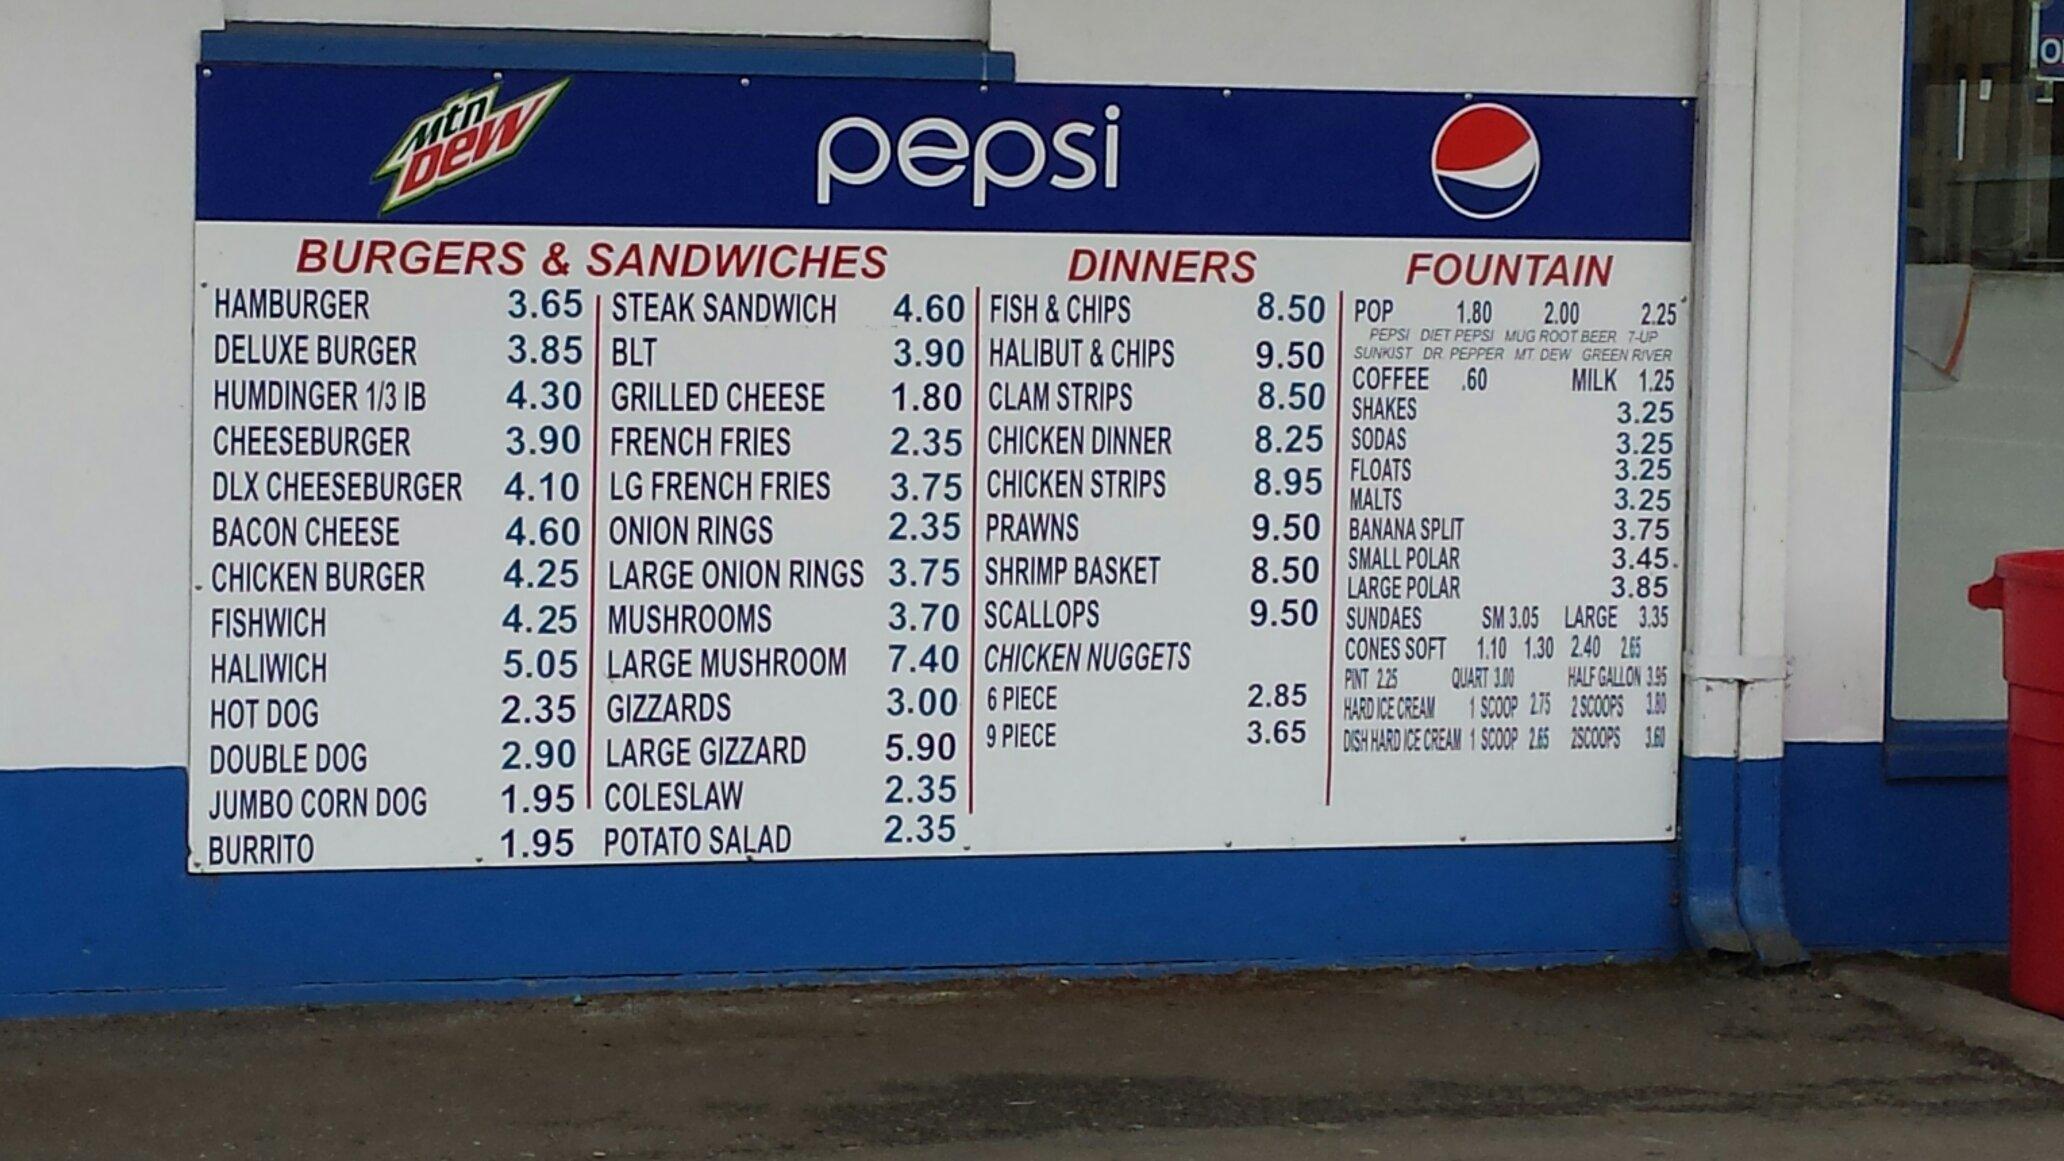 Mtn DEW
pepsi
BURGERS & SANDWICHES
HAMBURGER 3.65
DELUXE BURGER 3.85
HUMDINGER 1/3 IB 4.30
CHEESEBURGER 3.90
DLX CHEESEBURGER 4.10
BACON CHEESE 4.60
CHICKEN BURGER 4.25
FISHWICH 4.25
HALIWICH 5.05
HOT DOG 2.35
DOUBLE DOG 2.90
JUMBO CORN DOG 1.95
BURRITO 1.95
STEAK SANDWICH 4.60
BLT 3.90
GRILLED CHEESE 1.80
FRENCH FRIES 2.35
LG FRENCH FRIES 3.75
ONION RINGS 2.35
LARGE ONION RINGS 3.75
MUSHROOMS 3.70
LARGE MUSHROOM 7.40
GIZZARDS 3.00
LARGE GIZZARD 5.90
COLESLAW 2.35
POTATO SALAD 2.35
DINNERS
FISH & CHIPS 8.50
HALIBUT & CHIPS 9.50
CLAM STRIPS 8.50
CHICKEN DINNER 8.25
CHICKEN STRIPS 8.95
PRAWNS 9.50
SHRIMP BASKET 8.50
SCALLOPS 9.50
CHICKEN NUGGETS
6 PIECE 2.85
9 PIECE 3.65
FOUNTAIN
POP 1.80 2.00 2.25
PEPSI DIET PEPSI MUG ROOT BEER 7-UP
SUNKIST DR. PEPPER MT. DEW GREEN RIVER
COFFEE .60 MILK 1.25
SHAKES 3.25
SODAS 3.25
FLOATS 3.25
MALTS 3.25
BANANA SPLIT 3.75
SMALL POLAR 3.45
LARGE POLAR 3.85
SUNDAES SM 3.05 LARGE 3.35
CONES SOFT 1.10 1.30 2.40 2.65
PINT 2.25 QUART 3.00 HALF GALLON 3.95
HARD ICE CREAM 1 SCOOP 2.75 2 SCOOPS 3.80
DISH HARD ICE CREAM 1 SCOOP 2.65 2SCOOPS 3.60